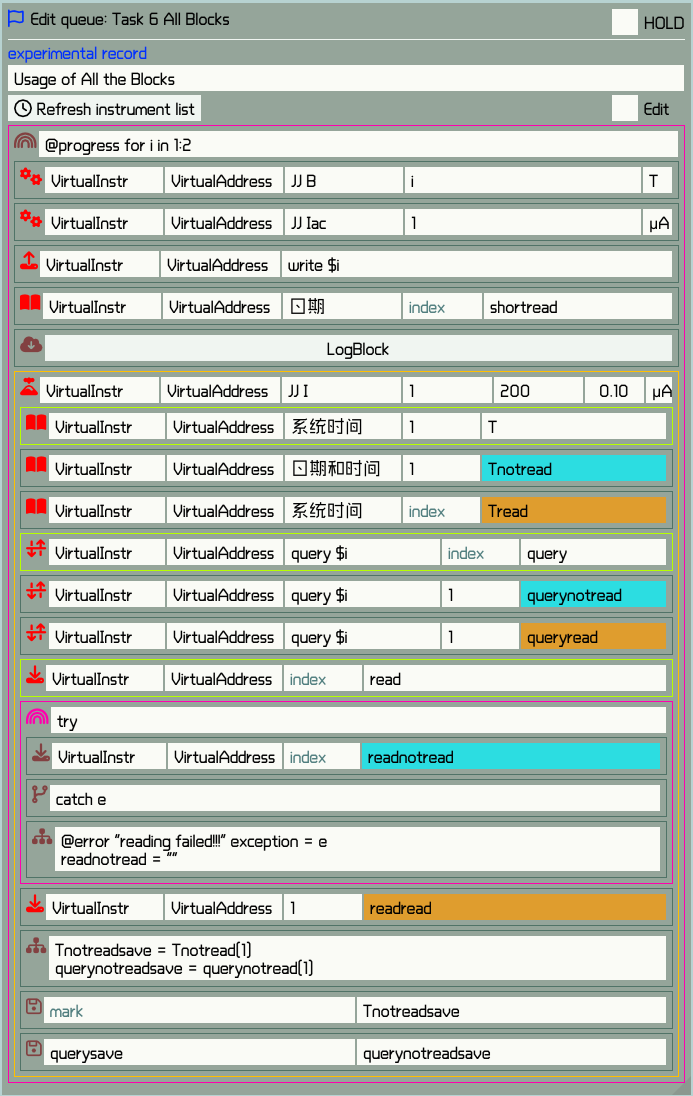 Edit queue: Task 6 All Blocks HOLD
experimental record
Usage of All the Blocks
Refresh instrument list Edit
@progress for i in 1:2
VirtualInstr VirtualAddress JJ B i T
VirtualInstr VirtualAddress JJ Iac 1 μA
VirtualInstr VirtualAddress write $i
VirtualInstr VirtualAddress 日期 index shortread
LogBlock
VirtualInstr VirtualAddress JJ I 1 200 0.10 μA
VirtualInstr VirtualAddress 系统时间 1 T
VirtualInstr VirtualAddress 日期和时间 1 Tnotread
VirtualInstr VirtualAddress 系统时间 index Tread
VirtualInstr VirtualAddress query $i index query
VirtualInstr VirtualAddress query $i 1 querynotread
VirtualInstr VirtualAddress query $i 1 queryread
VirtualInstr VirtualAddress index read
try
VirtualInstr VirtualAddress index readnotread
catch e
@error "reading failed!!!" exception = e
readnotread = ""
VirtualInstr VirtualAddress 1 readread
Tnotreadsave = Tnotread[1]
querynotreadsave = querynotread[1]
mark Tnotreadsave
querysave querynotreadsave